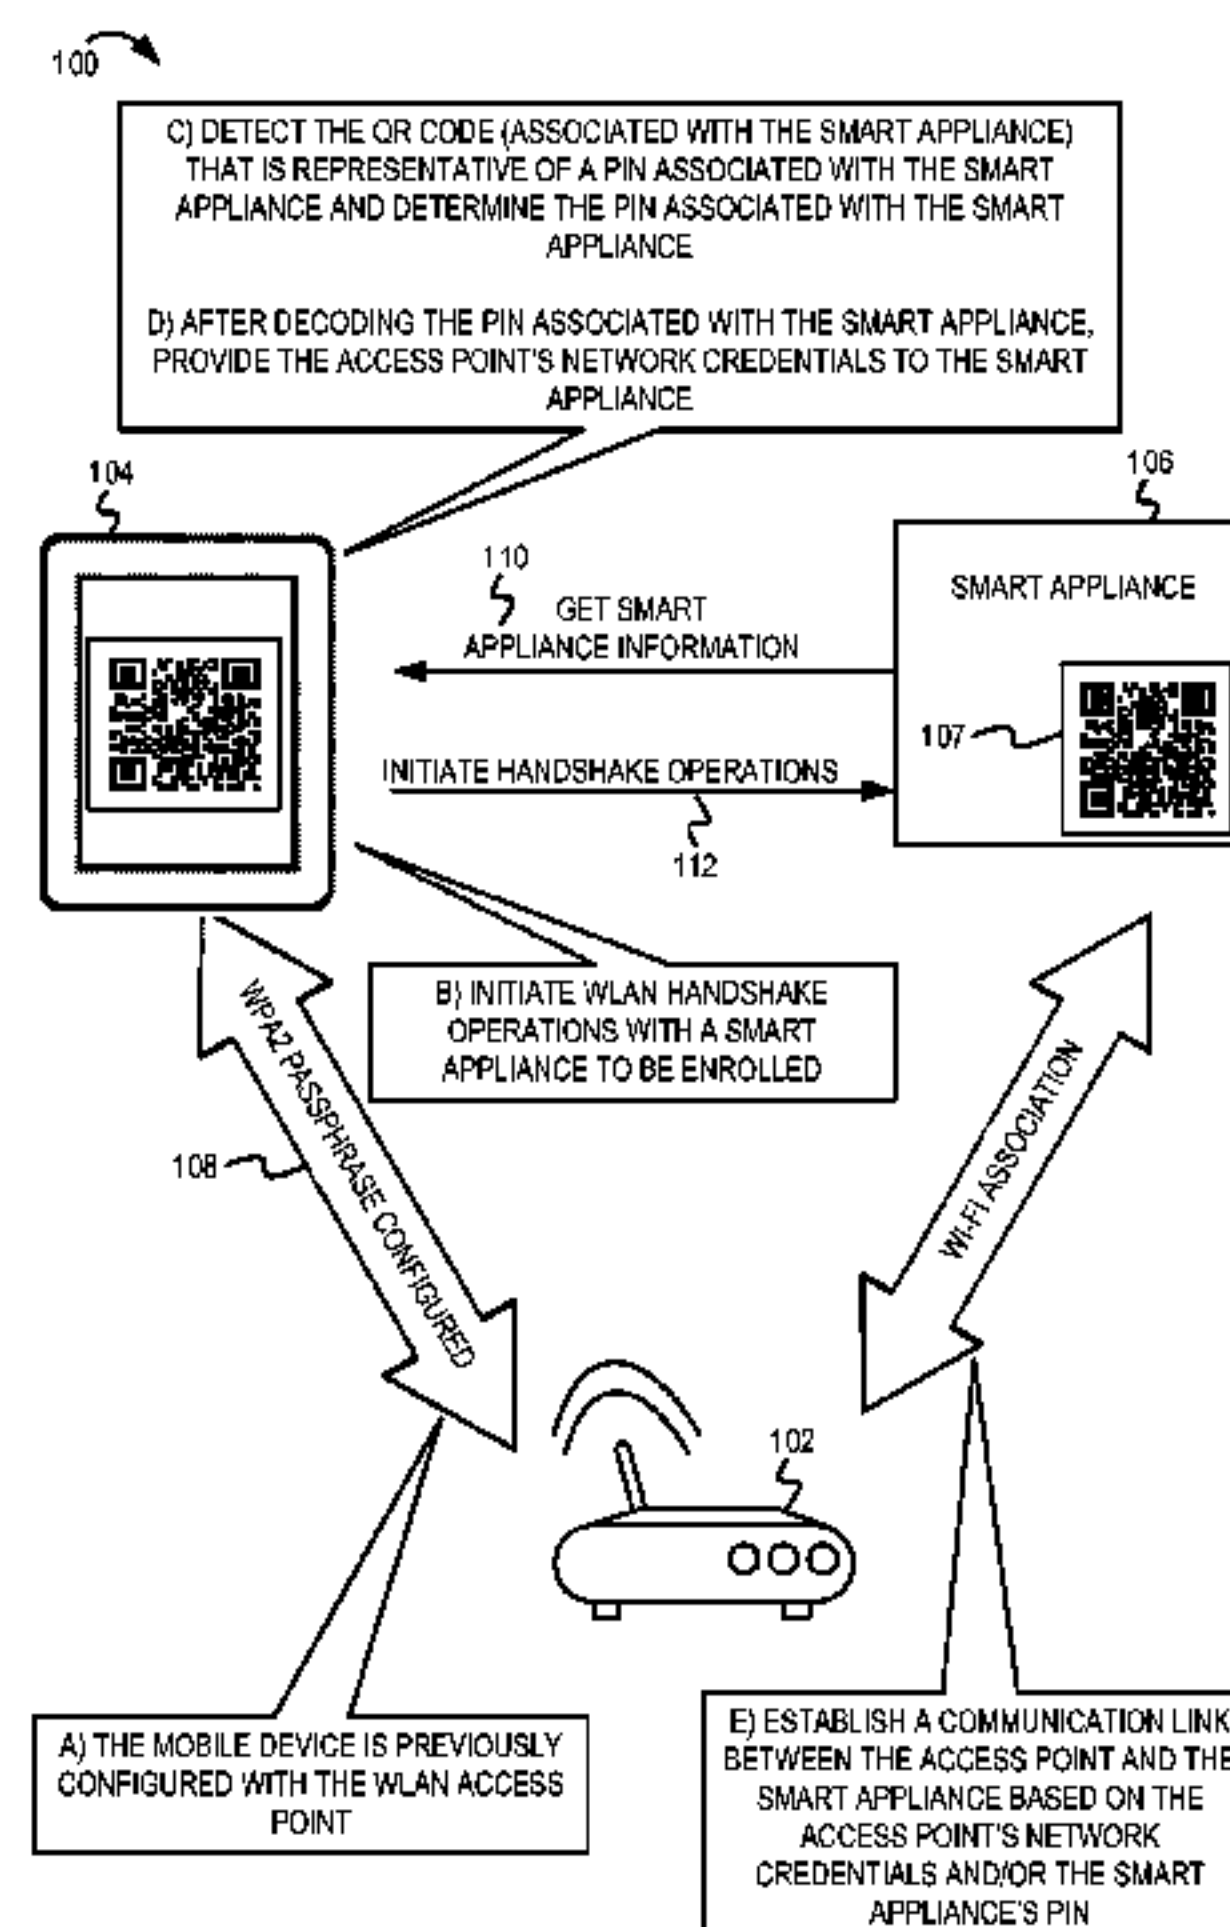 100
C) DETECT THE QR CODE (ASSOCIATED WITH THE SMART APPLIANCE)
THAT IS REPRESENTATIVE OF A PIN ASSOCIATED WITH THE SMART
APPLIANCE AND DETERMINE THE PIN ASSOCIATED WITH THE SMART
APPLIANCE
D) AFTER DECODING THE PIN ASSOCIATED WITH THE SMART APPLIANCE,
PROVIDE THE ACCESS POINT'S NETWORK CREDENTIALS TO THE SMART
APPLIANCE
104
106
110
GET SMART
APPLIANCE INFORMATION
SMART APPLIANCE
107
INITIATE HANDSHAKE OPERATIONS
112
B) INITIATE WLAN HANDSHAKE
OPERATIONS WITH A SMART
APPLIANCE TO BE ENROLLED
WPA2 PASSPHRASE CONFIGURED
108
WI-FI ASSOCIATION
102
A) THE MOBILE DEVICE IS PREVIOUSLY
CONFIGURED WITH THE WLAN ACCESS
POINT
E) ESTABLISH A COMMUNICATION LINK
BETWEEN THE ACCESS POINT AND THE
SMART APPLIANCE BASED ON THE
ACCESS POINT'S NETWORK
CREDENTIALS AND/OR THE SMART
APPLIANCE'S PIN